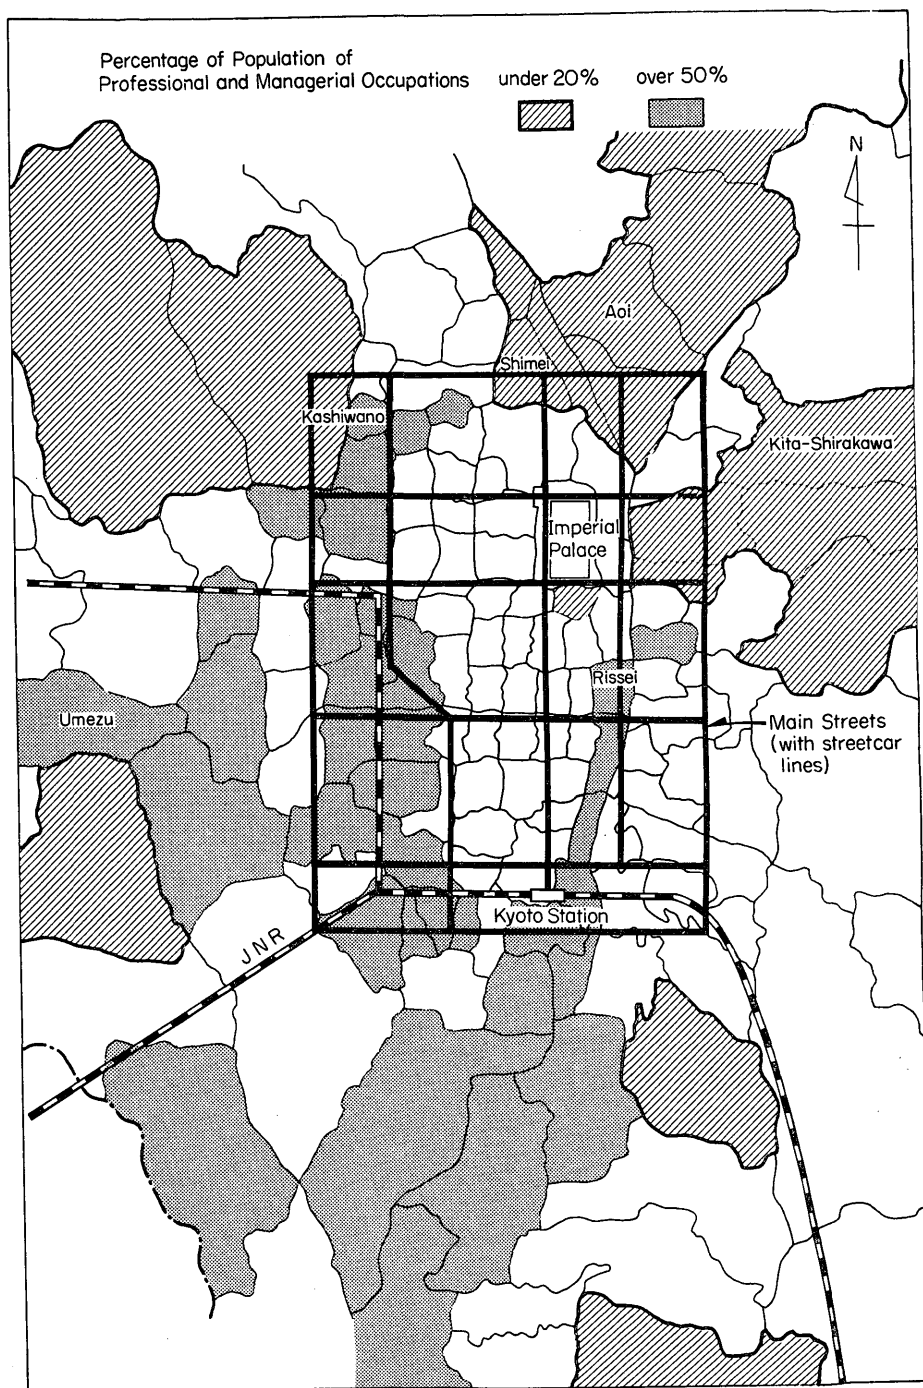 Percentage of Population of
Professional and Managerial Occupations
under 20%
over 50%
N
Aoi
Shimei
Kashiwano
Kita-Shirakawa
Imperial
Palace
Rissei
Umezu
Main Streets
(with streetcar
lines)
Kyoto Station
JNR